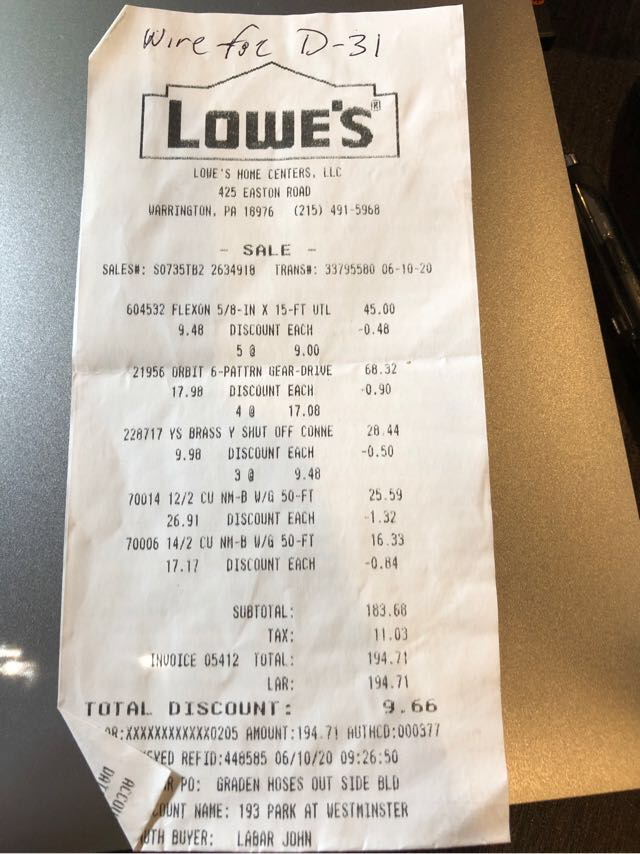 Wire for D-31
LOWE'S®
LOWE'S HOME CENTERS, LLC
425 EASTON ROAD
WARRINGTON, PA 18976 (215) 491-5968
- SALE -
SALES#: S0735TB2 2634918 TRANS#: 33795580 06-10-20
604532 FLEXON 5/8-IN X 15-FT UTL 45.00
9.48 DISCOUNT EACH -0.48
5 @ 9.00
21956 ORBIT 6-PATTRN GEAR-DRIVE 68.32
17.98 DISCOUNT EACH -0.90
4 @ 17.08
228717 YS BRASS Y SHUT OFF CONNE 28.44
9.98 DISCOUNT EACH -0.50
3 @ 9.48
70014 12/2 CU NM-B W/G 50-FT 25.59
26.91 DISCOUNT EACH -1.32
70006 14/2 CU NM-B W/G 50-FT 16.33
17.17 DISCOUNT EACH -0.84
SUBTOTAL: 183.68
TAX: 11.03
INVOICE 05412 TOTAL: 194.71
LAR: 194.71
TOTAL DISCOUNT: 9.66
AR:XXXXXXXXXXXX0205 AMOUNT:194.71 AUTHCD:000377
KEYED REFID:448585 06/10/20 09:26:50
PO: GRADEN HOSES OUT SIDE BLD
NAME: 193 PARK AT WESTMINSTER
BUYER: LABAR JOHN